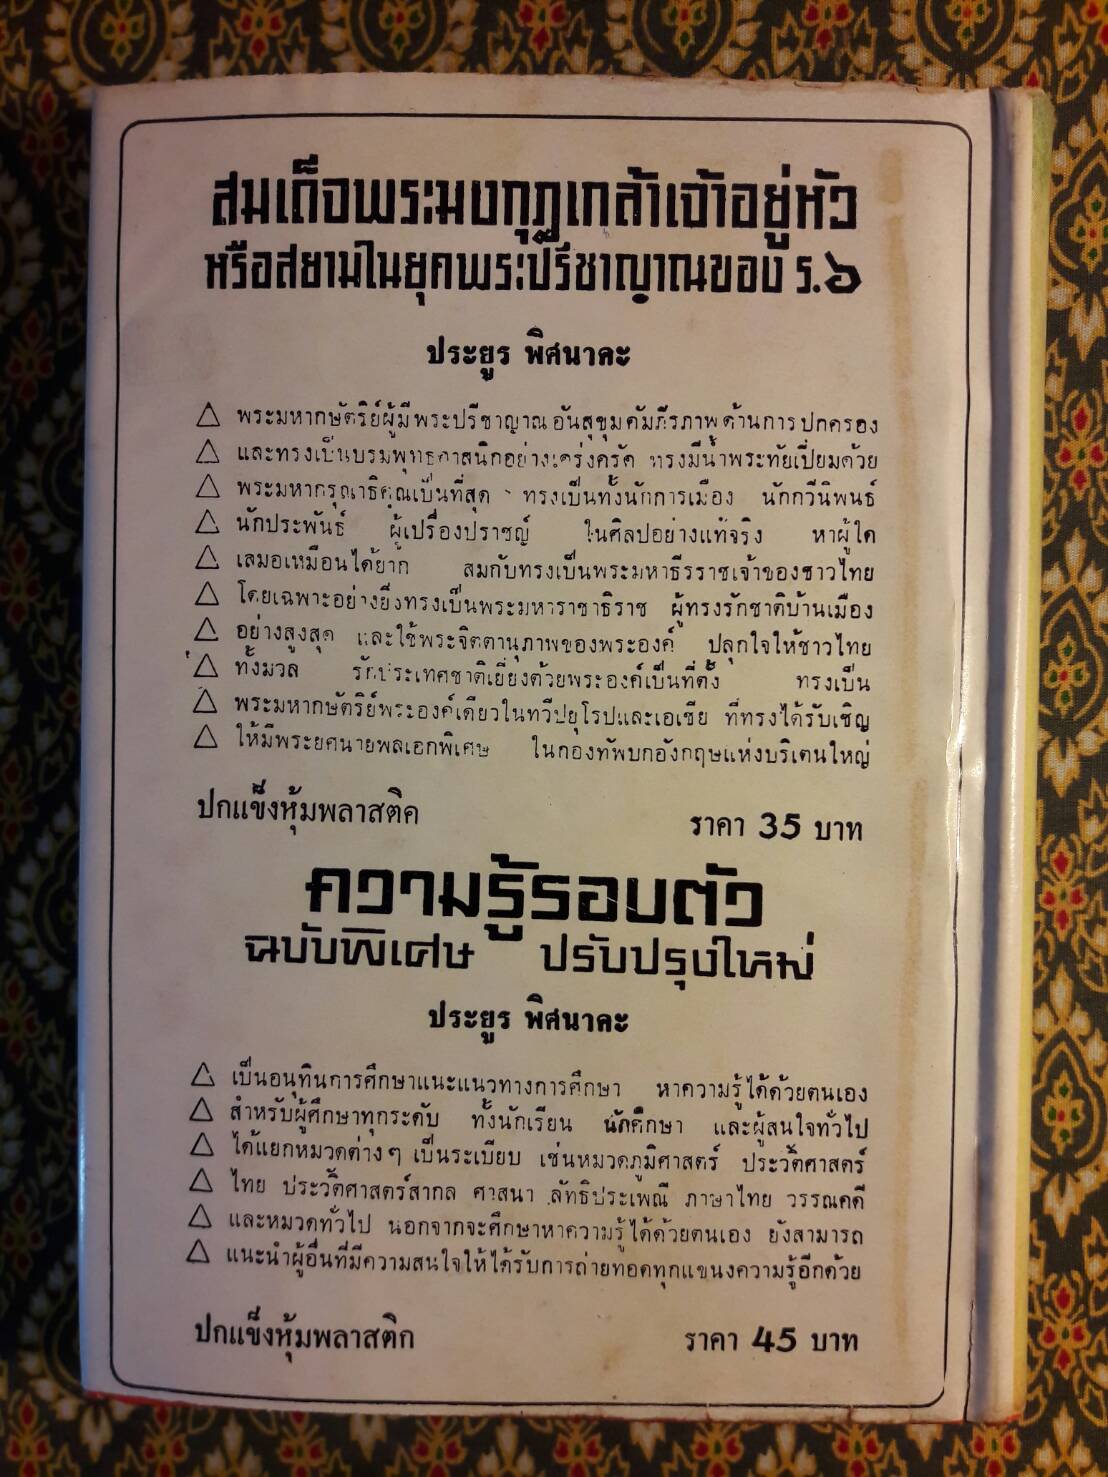 สมเด็จพระมงกุฎเกล้าเจ้าอยู่หัว
หรือสยามในยุคพระปรีชาญาณของ ร.๖
ประยูร พิศนาคะ
△ พระมหากษัตริย์ผู้มีพระปรีชาญาณอันสุขุมคัมภีรภาพด้านการปกครอง
△ และทรงเป็นบรมพุทธศาสนิกอย่างเคร่งครัด ทรงมีน้ำพระทัยเปี่ยมด้วย
△ พระมหากรุณาธิคุณเป็นที่สุด ทรงเป็นทั้งนักการเมือง นักกวีนิพนธ์
△ นักประพันธ์ ผู้เปรื่องปราชญ์ ในศิลปอย่างแท้จริง หาผู้ใด
△ เสมอเหมือนได้ยาก สมกับทรงเป็นพระมหาธีรราชเจ้าของชาวไทย
△ โดยเฉพาะอย่างยิ่งทรงเป็นพระมหาราชาธิราช ผู้ทรงรักชาติบ้านเมือง
△ อย่างสูงสุด และใช้พระจิตตานุภาพของพระองค์ ปลุกใจให้ชาวไทย
△ ทั้งมวล รักประเทศชาติเยี่ยงด้วยพระองค์เป็นที่ตั้ง ทรงเป็น
△ พระมหากษัตริย์พระองค์เดียวในทวีปยุโรปและเอเซีย ที่ทรงได้รับเชิญ
△ ให้มีพระยศนายพลเอกพิเศษ ในกองทัพบกอังกฤษแห่งบริเตนใหญ่
ปกแข็งหุ้มพลาสติค ราคา 35 บาท
ความรู้รอบตัว
ฉบับพิเศษ ปรับปรุงใหม่
ประยูร พิศนาคะ
△ เป็นอนุทินการศึกษาแนะแนวทางการศึกษา หาความรู้ได้ด้วยตนเอง
△ สำหรับผู้ศึกษาทุกระดับ ทั้งนักเรียน นักศึกษา และผู้สนใจทั่วไป
△ ได้แยกหมวดต่างๆ เป็นระเบียบ เช่นหมวดภูมิศาสตร์ ประวัติศาสตร์
△ ไทย ประวัติศาสตร์สากล ศาสนา ลัทธิประเพณี ภาษาไทย วรรณคดี
△ และหมวดทั่วไป นอกจากจะศึกษาหาความรู้ได้ด้วยตนเอง ยังสามารถ
△ แนะนำผู้อื่นที่มีความสนใจให้ได้รับการถ่ายทอดทุกแขนงความรู้อีกด้วย
ปกแข็งหุ้มพลาสติก ราคา 45 บาท